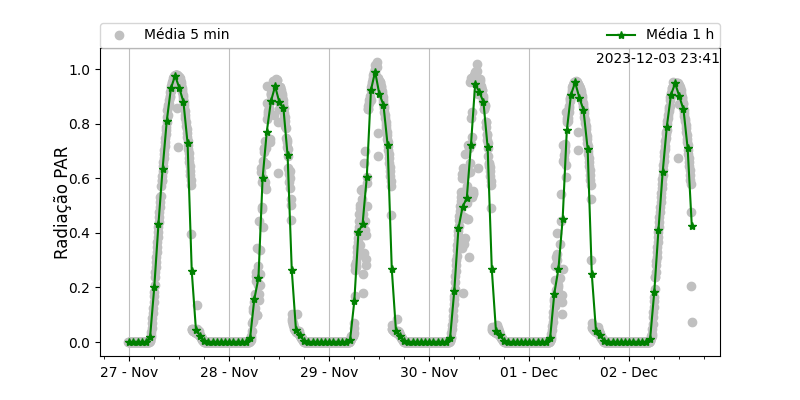 Média 5 min
Média 1 h
2023-12-03 23:41
Radiação PAR
1.0
0.8
0.6
0.4
0.2
0.0
27 - Nov
28 - Nov
29 - Nov
30 - Nov
01 - Dec
02 - Dec